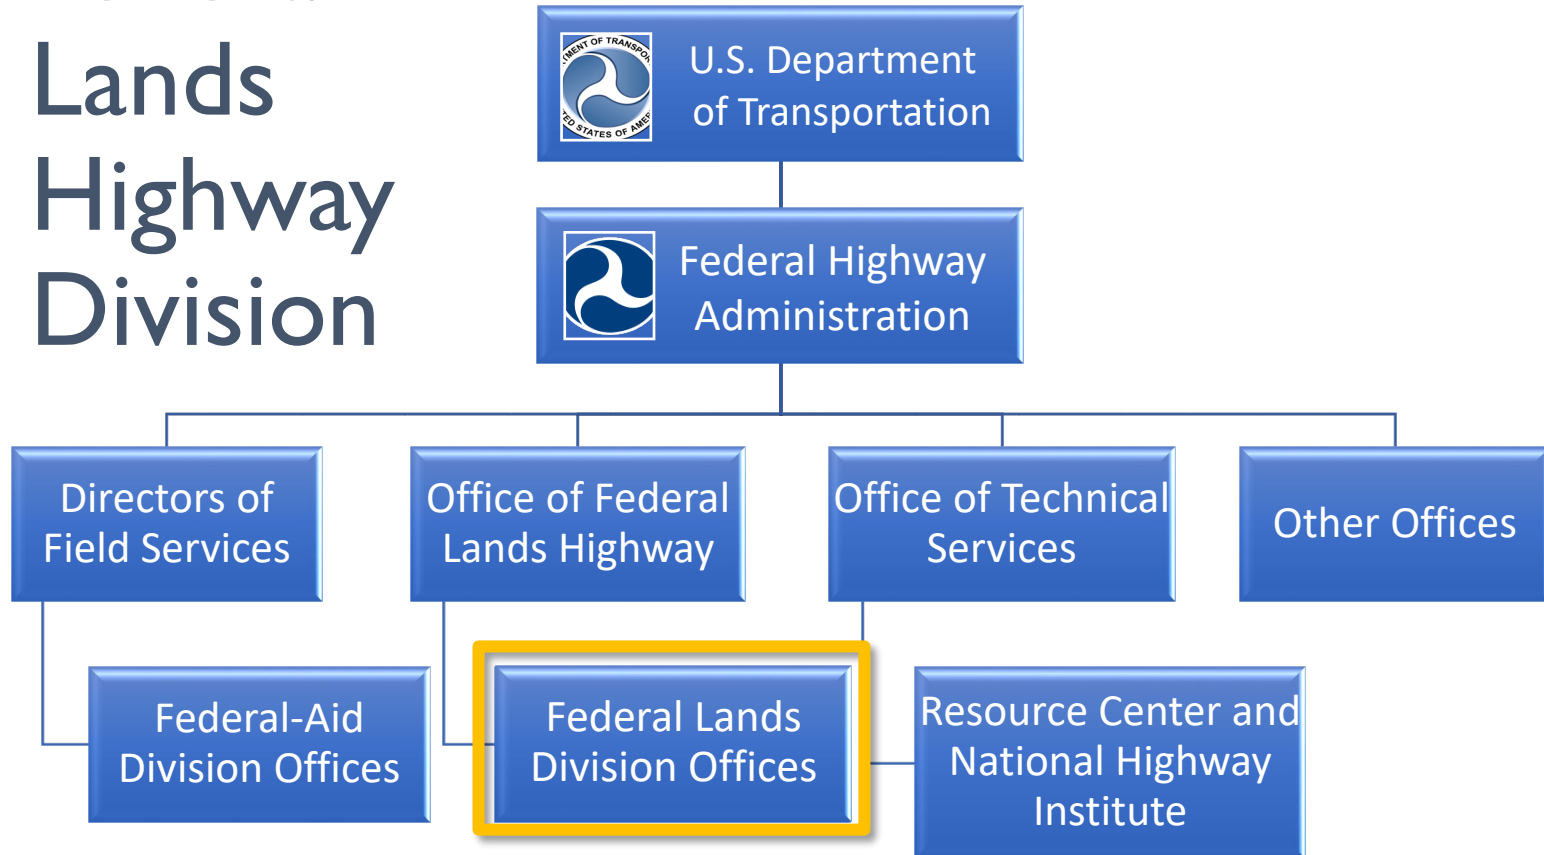 Lands
Highway
Division
U.S. Department
of Transportation
Federal Highway
Administration
Directors of
Field Services
Office of Federal
Lands Highway
Office of Technical
Services
Other Offices
Federal-Aid
Division Offices
Federal Lands
Division Offices
Resource Center and
National Highway
Institute